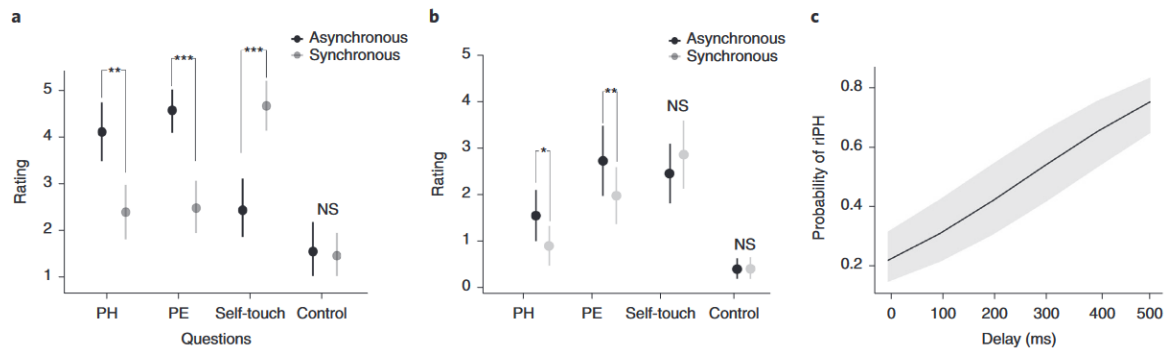 a
Asynchronous
Synchronous
Rating
5
4
3
2
1
**
***
***
NS
PH PE Self-touch Control
Questions
b
Asynchronous
Synchronous
Rating
5
4
3
2
1
0
*
**
NS
NS
PH PE Self-touch Control
c
Probability of riPH
0.8
0.6
0.4
0.2
0 100 200 300 400 500
Delay (ms)